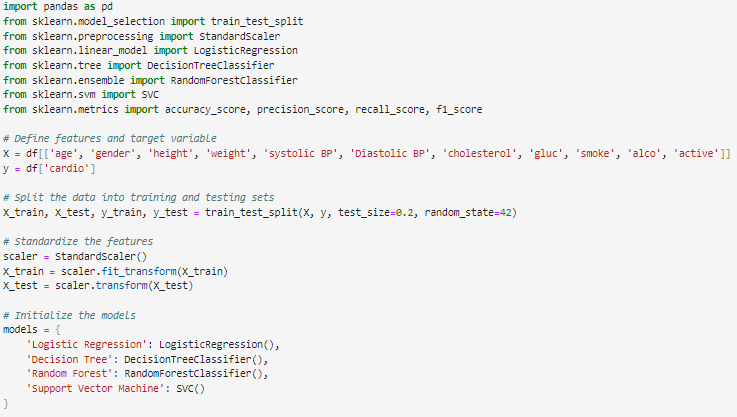 import pandas as pd
from sklearn.model_selection import train_test_split
from sklearn.preprocessing import StandardScaler
from sklearn.linear_model import LogisticRegression
from sklearn.tree import DecisionTreeClassifier
from sklearn.ensemble import RandomForestClassifier
from sklearn.svm import SVC
from sklearn.metrics import accuracy_score, precision_score, recall_score, f1_score

# Define features and target variable
X = df[['age', 'gender', 'height', 'weight', 'systolic BP', 'Diastolic BP', 'cholesterol', 'gluc', 'smoke', 'alco', 'active']]
y = df['cardio']

# Split the data into training and testing sets
X_train, X_test, y_train, y_test = train_test_split(X, y, test_size=0.2, random_state=42)

# Standardize the features
scaler = StandardScaler()
X_train = scaler.fit_transform(X_train)
X_test = scaler.transform(X_test)

# Initialize the models
models = {
    'Logistic Regression': LogisticRegression(),
    'Decision Tree': DecisionTreeClassifier(),
    'Random Forest': RandomForestClassifier(),
    'Support Vector Machine': SVC()
}